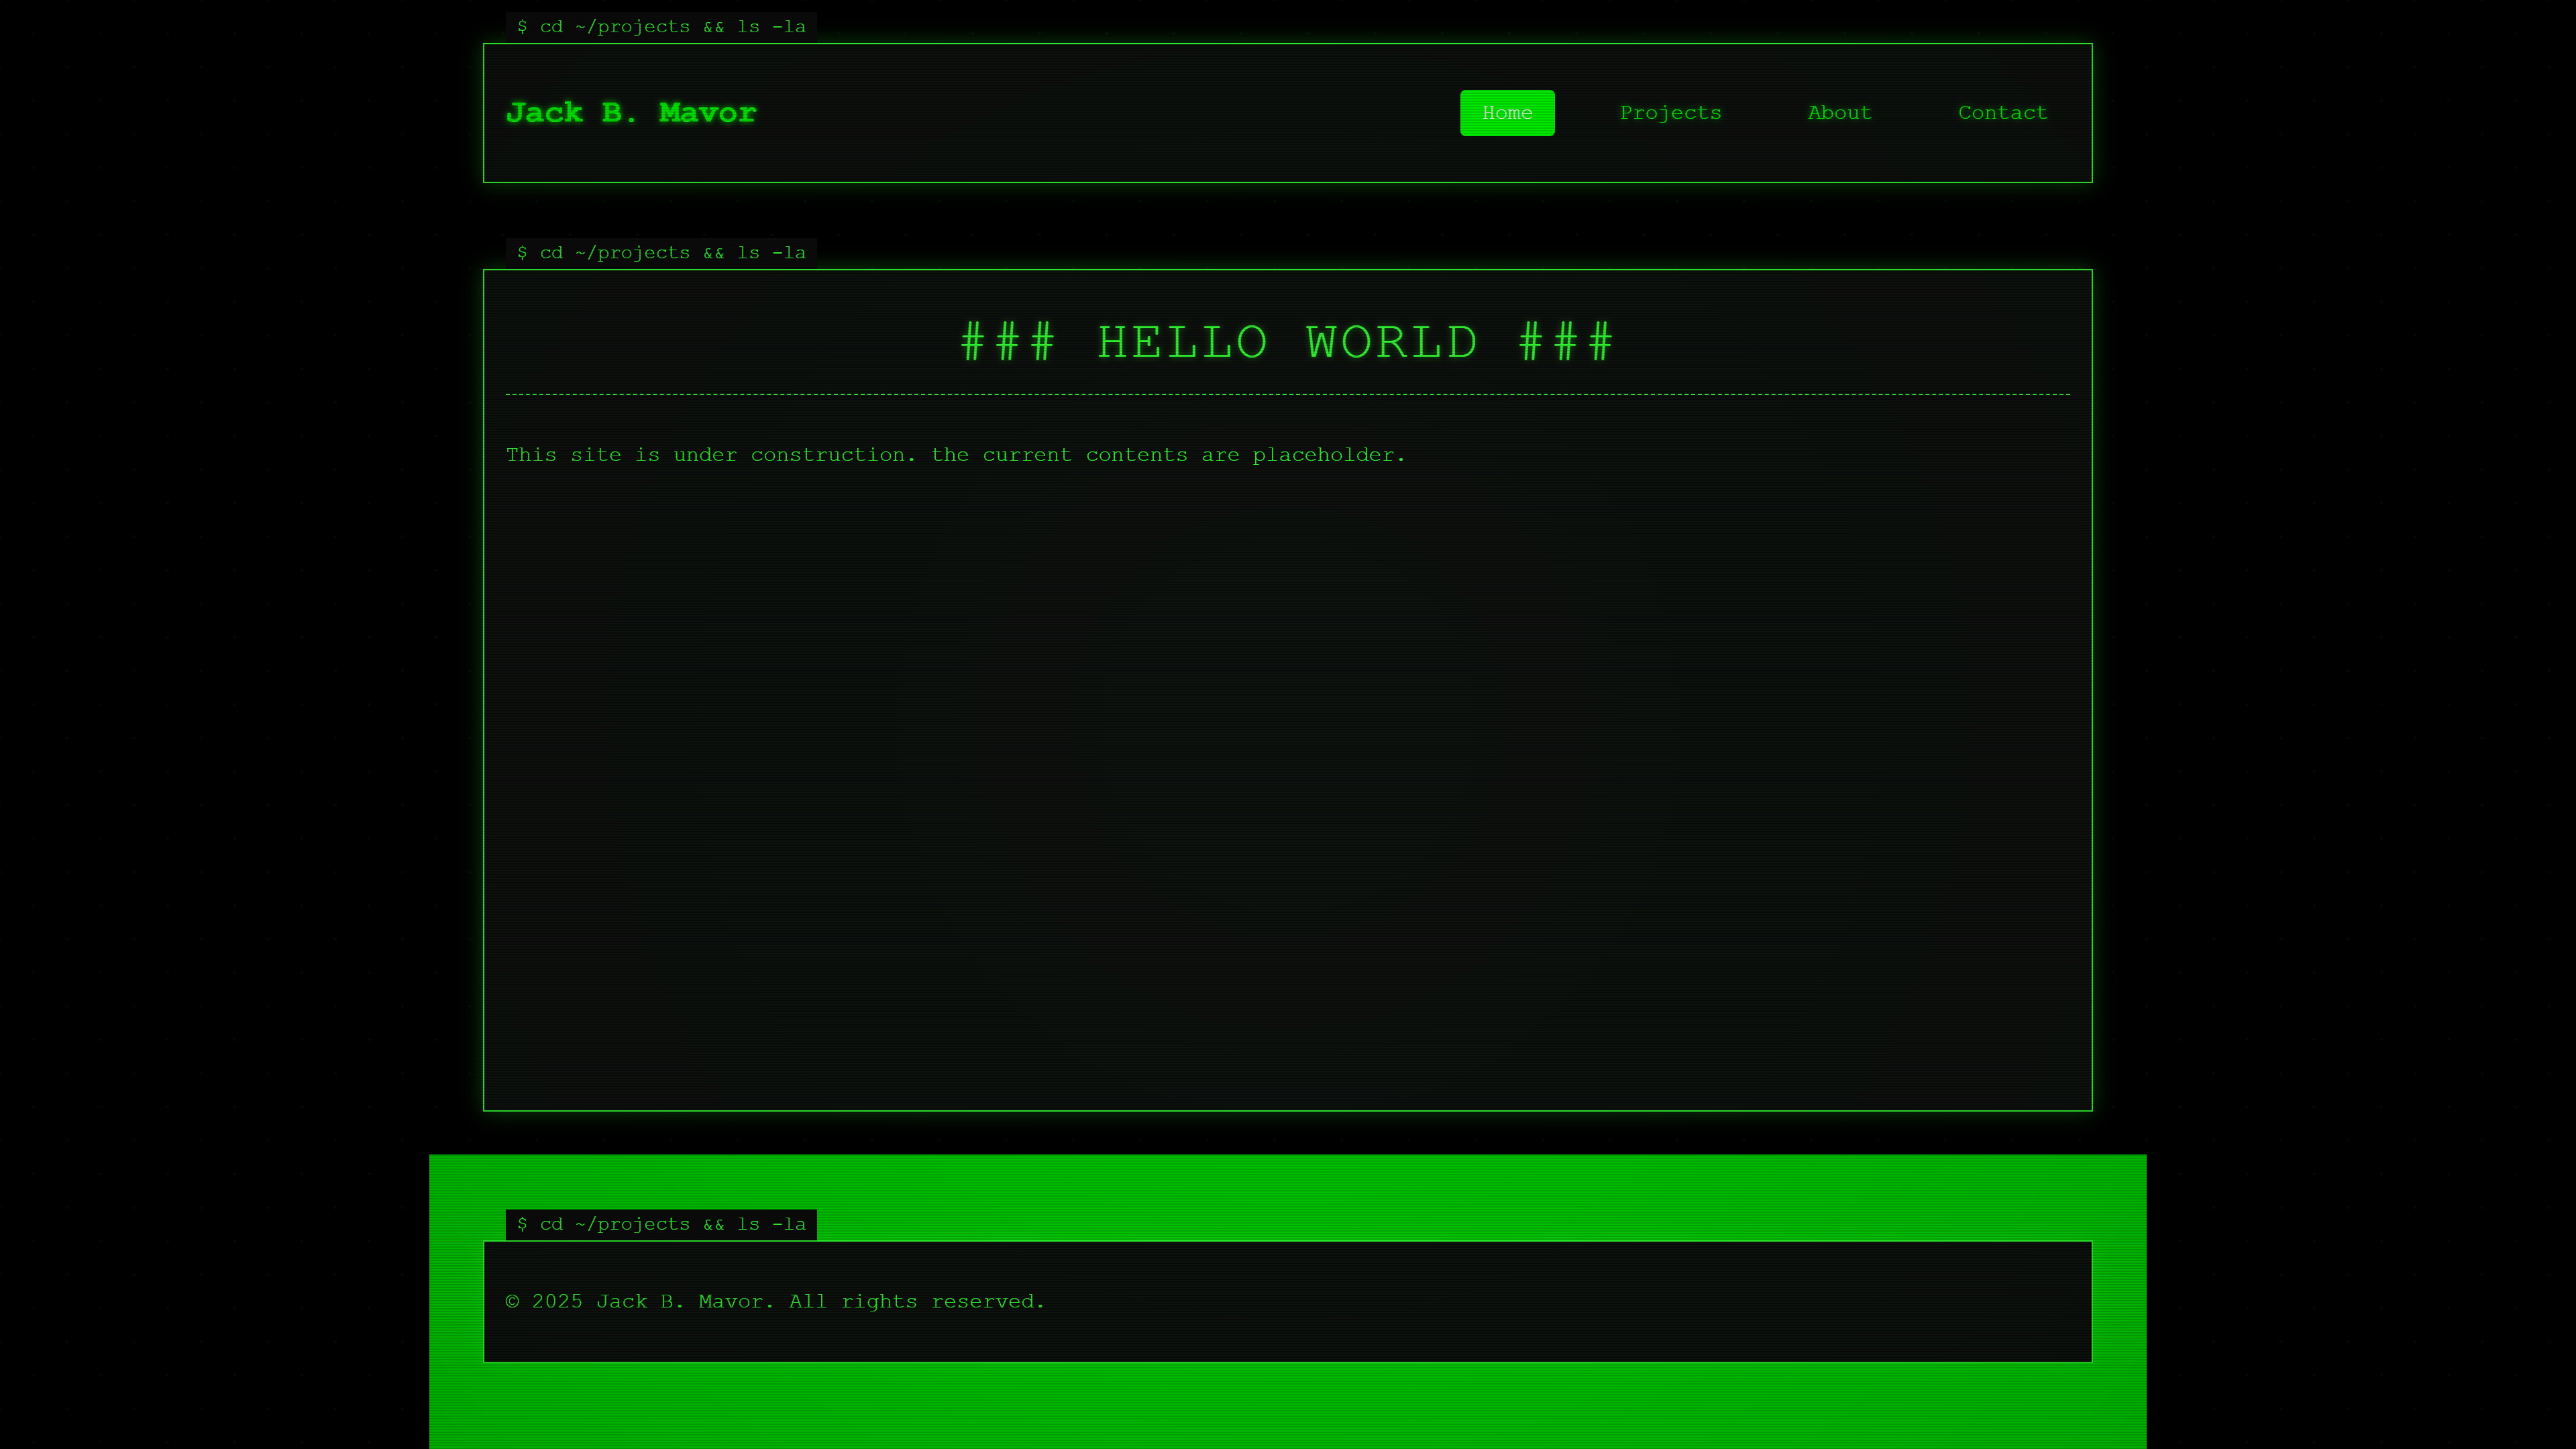 $ cd ~/projects && ls -la
Jack B. Mavor
Home Projects About Contact
$ cd ~/projects && ls -la
### HELLO WORLD ###
This site is under construction. the current contents are placeholder.
$ cd ~/projects && ls -la
© 2025 Jack B. Mavor. All rights reserved.